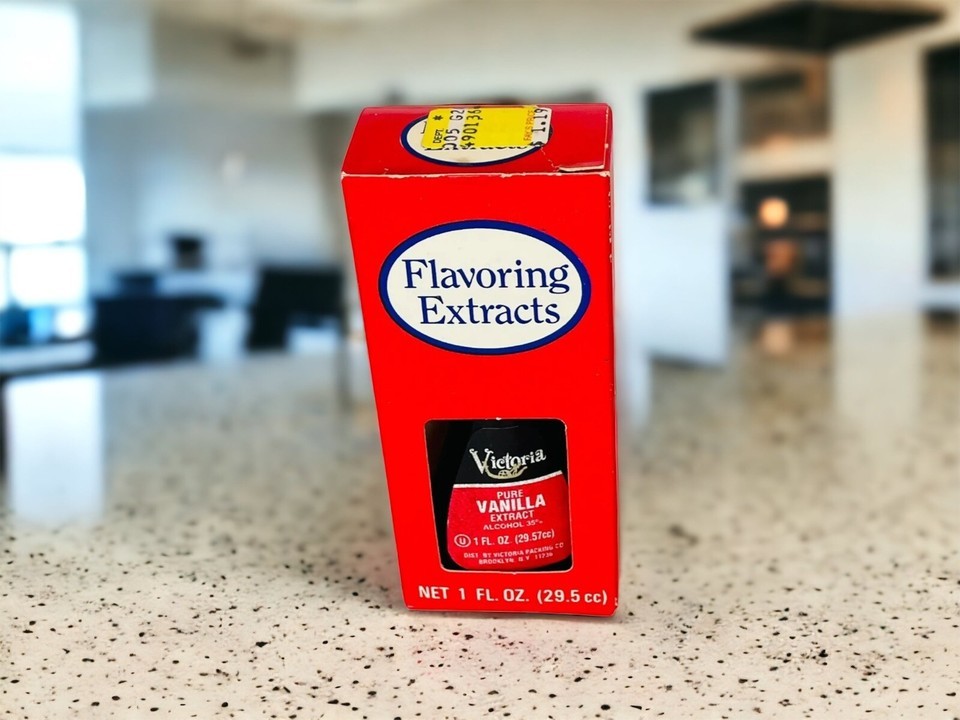 DEPT. *
$ 1.19
Flavoring
Extracts
Victoria
PURE
VANILLA
EXTRACT
ALCOHOL 35%
U 1 FL. OZ. (29.57cc)
DIST. BY VICTORIA PACKING CO
BROOKLYN, N.Y.
NET 1 FL. OZ. (29.5 cc)